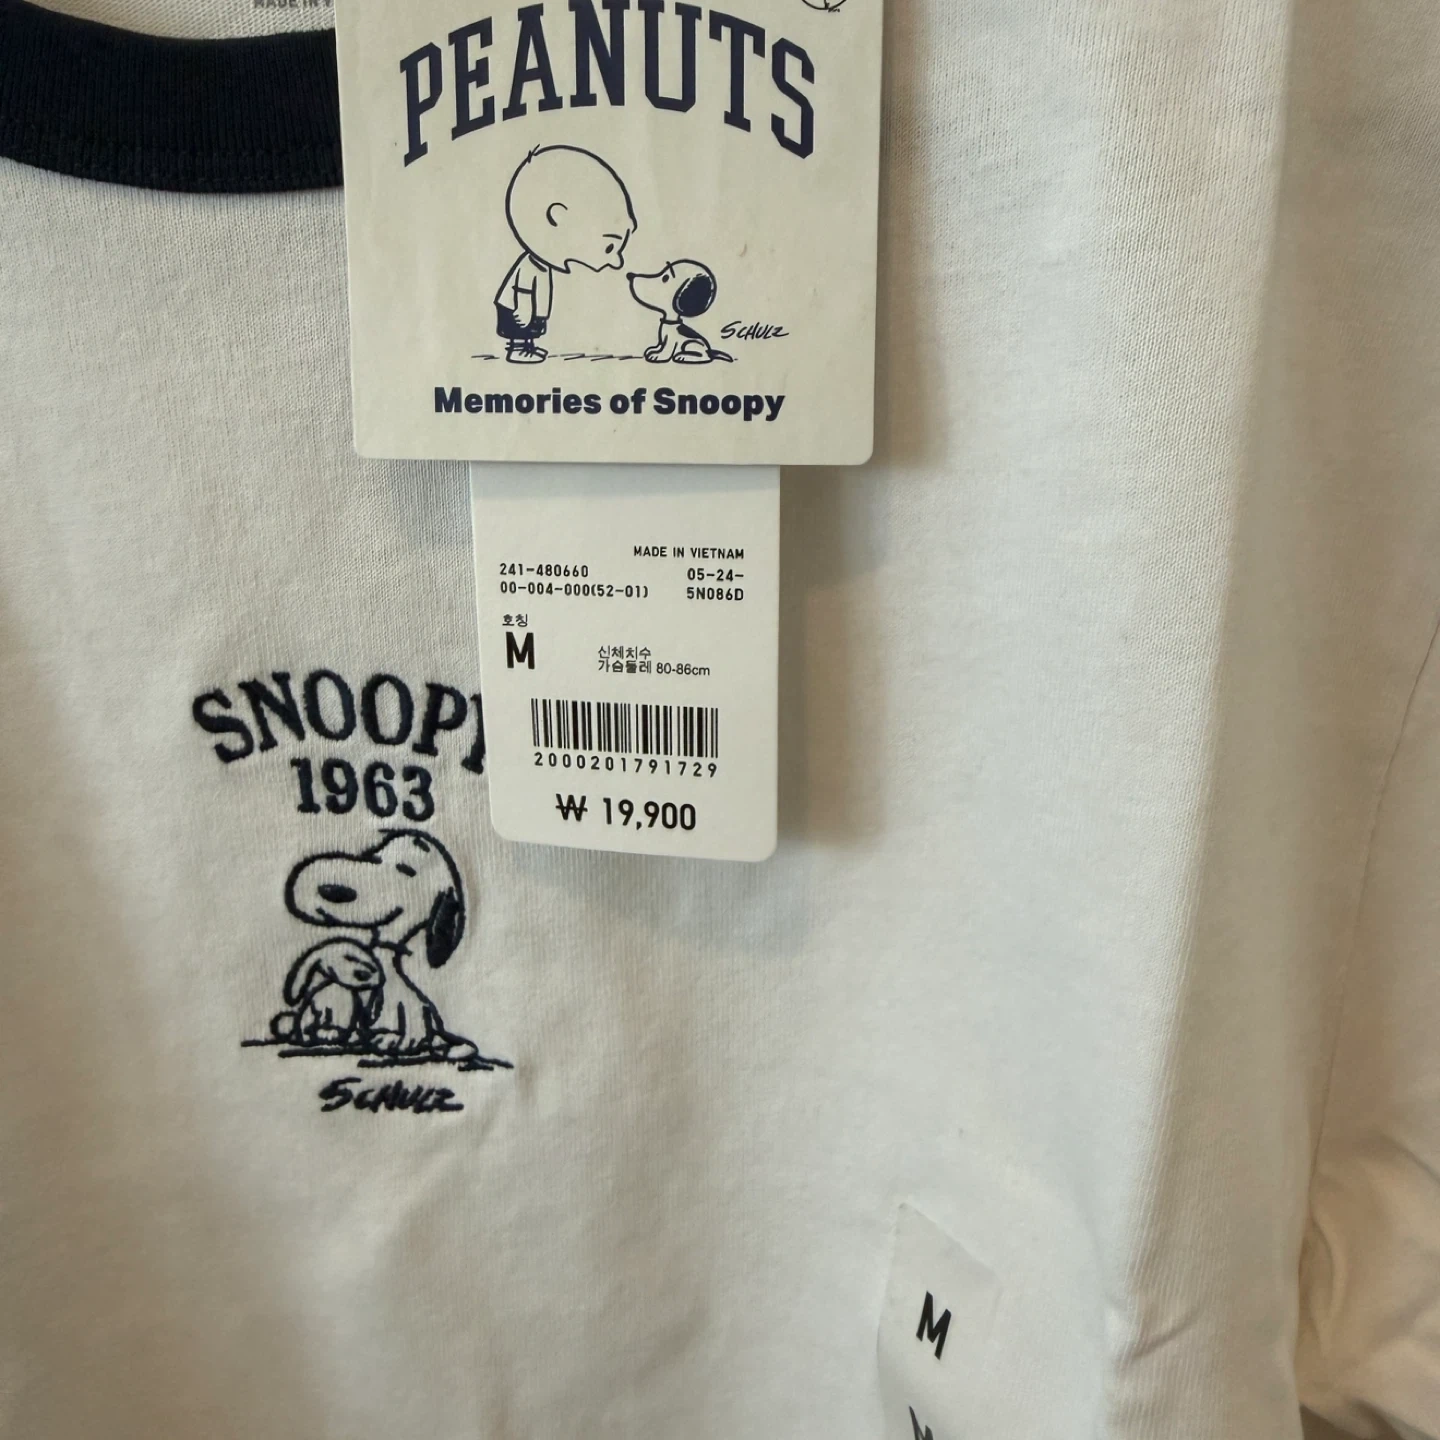 PEANUTS
SCHULZ
Memories of Snoopy
MADE IN VIETNAM
241-480660 05-24-
00-004-000(52-01) 5N086D
호칭
M
신체치수
가슴둘레 80-86cm
2000201791729
₩ 19,900
SNOOPY
1963
SCHULZ
M
M